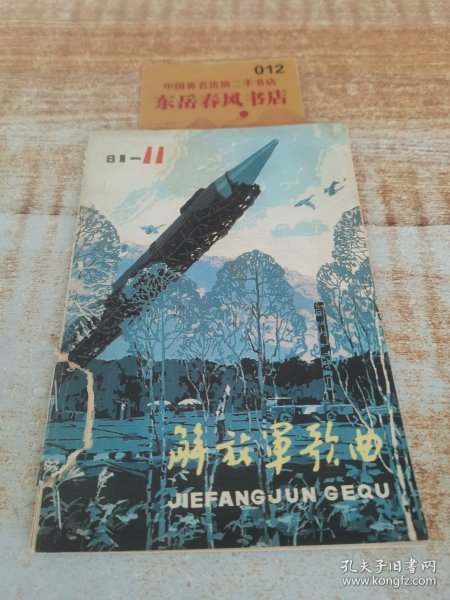 012
中国著名优质二手书店
东岳春风书店
81-11
解放军歌曲
JIEFANGJUN GEQU
孔夫子旧书网
www.kongfz.com